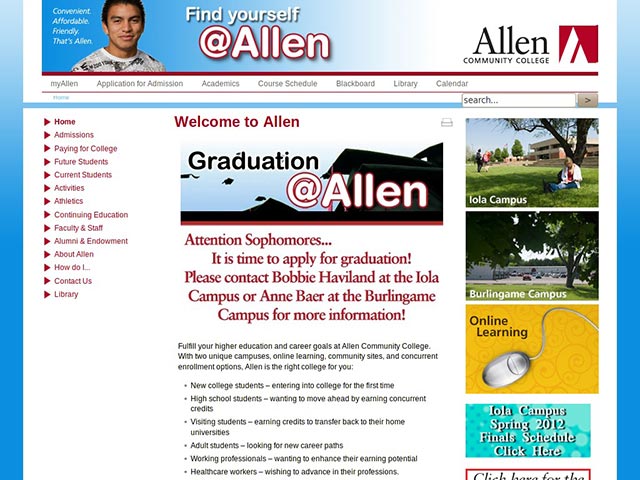 Convenient.
Affordable.
Friendly.
That's Allen.
Find yourself
@Allen
Allen
COMMUNITY COLLEGE
myAllen
Application for Admission
Academics
Course Schedule
Blackboard
Library
Calendar
Home
search...
>
Home
Admissions
Paying for College
Future Students
Current Students
Activities
Athletics
Continuing Education
Faculty & Staff
Alumni & Endowment
About Allen
How do I...
Contact Us
Library
Welcome to Allen
Graduation
@Allen
Attention Sophomores...
It is time to apply for graduation!
Please contact Bobbie Haviland at the Iola
Campus or Anne Baer at the Burlingame
Campus for more information!
Fulfill your higher education and career goals at Allen Community College.
With two unique campuses, online learning, community sites, and concurrent
enrollment options, Allen is the right college for you:
New college students – entering into college for the first time
High school students – wanting to move ahead by earning concurrent
credits
Visiting students – earning credits to transfer back to their home
universities
Adult students – looking for new career paths
Working professionals – wanting to enhance their earning potential
Healthcare workers – wishing to advance in their professions.
Iola Campus
Burlingame Campus
Online
Learning
Iola Campus
Spring 2012
Finals Schedule
Click Here
Click here for the